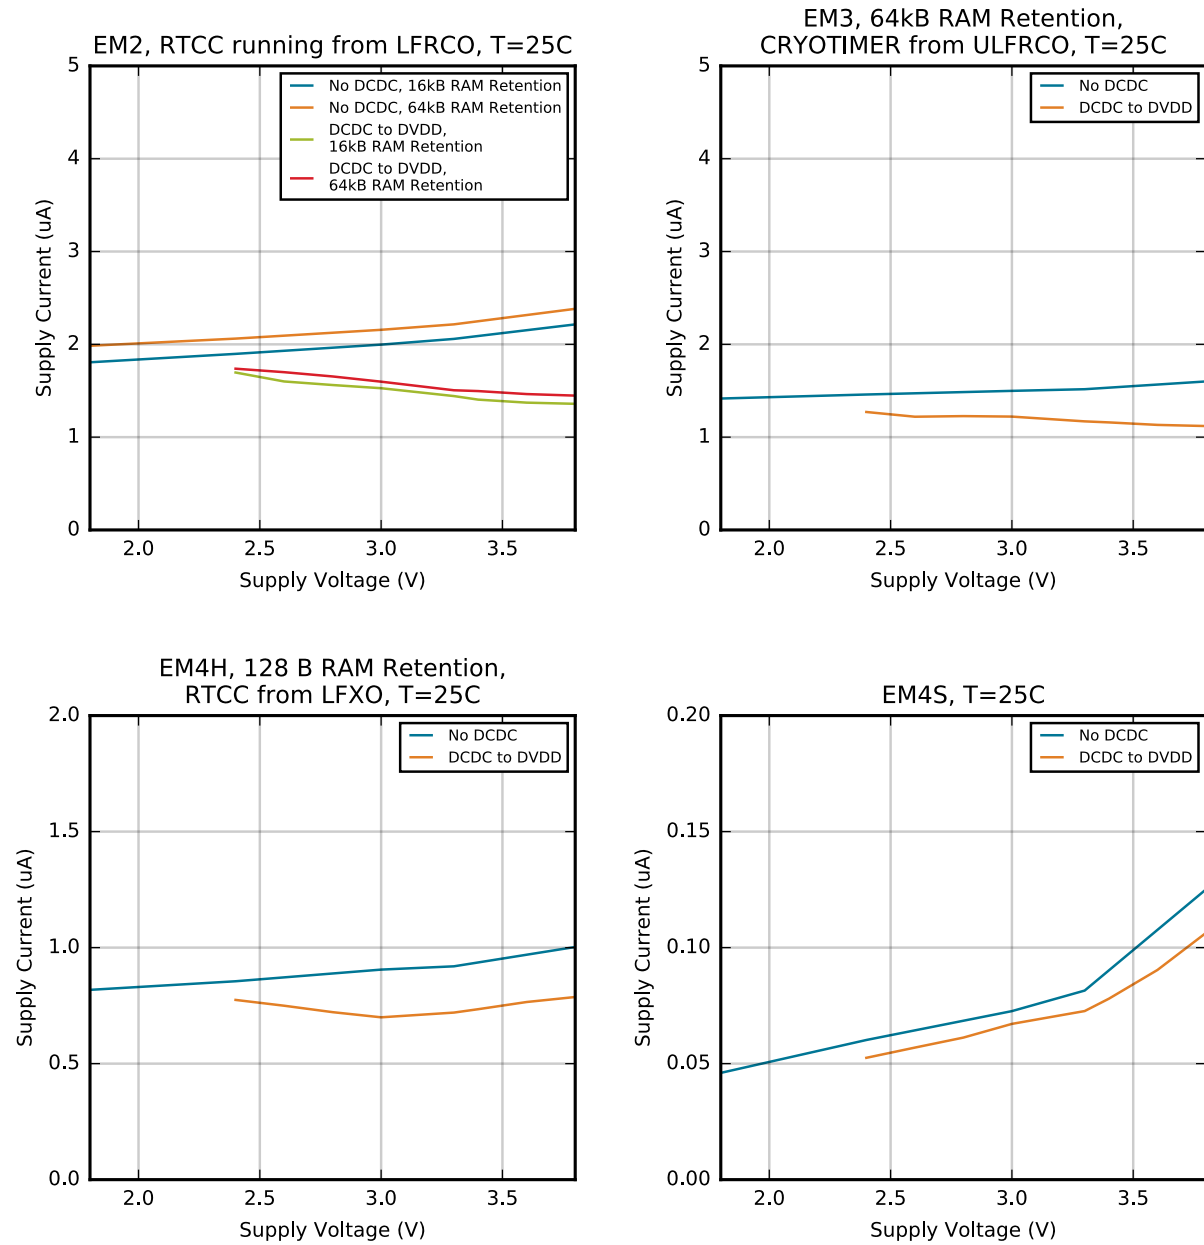 EM2, RTCC running from LFRCO, T=25C
5
4
3
2
1
0
Supply Current (uA)
No DCDC, 16kB RAM Retention
No DCDC, 64kB RAM Retention
DCDC to DVDD,
16kB RAM Retention
DCDC to DVDD,
64kB RAM Retention
2.0 2.5 3.0 3.5
Supply Voltage (V)
EM3, 64kB RAM Retention,
CRYOTIMER from ULFRCO, T=25C
5
4
3
2
1
0
Supply Current (uA)
No DCDC
DCDC to DVDD
2.0 2.5 3.0 3.5
Supply Voltage (V)
EM4H, 128 B RAM Retention,
RTCC from LFXO, T=25C
2.0
1.5
1.0
0.5
0.0
Supply Current (uA)
No DCDC
DCDC to DVDD
2.0 2.5 3.0 3.5
Supply Voltage (V)
EM4S, T=25C
0.20
0.15
0.10
0.05
0.00
Supply Current (uA)
No DCDC
DCDC to DVDD
2.0 2.5 3.0 3.5
Supply Voltage (V)